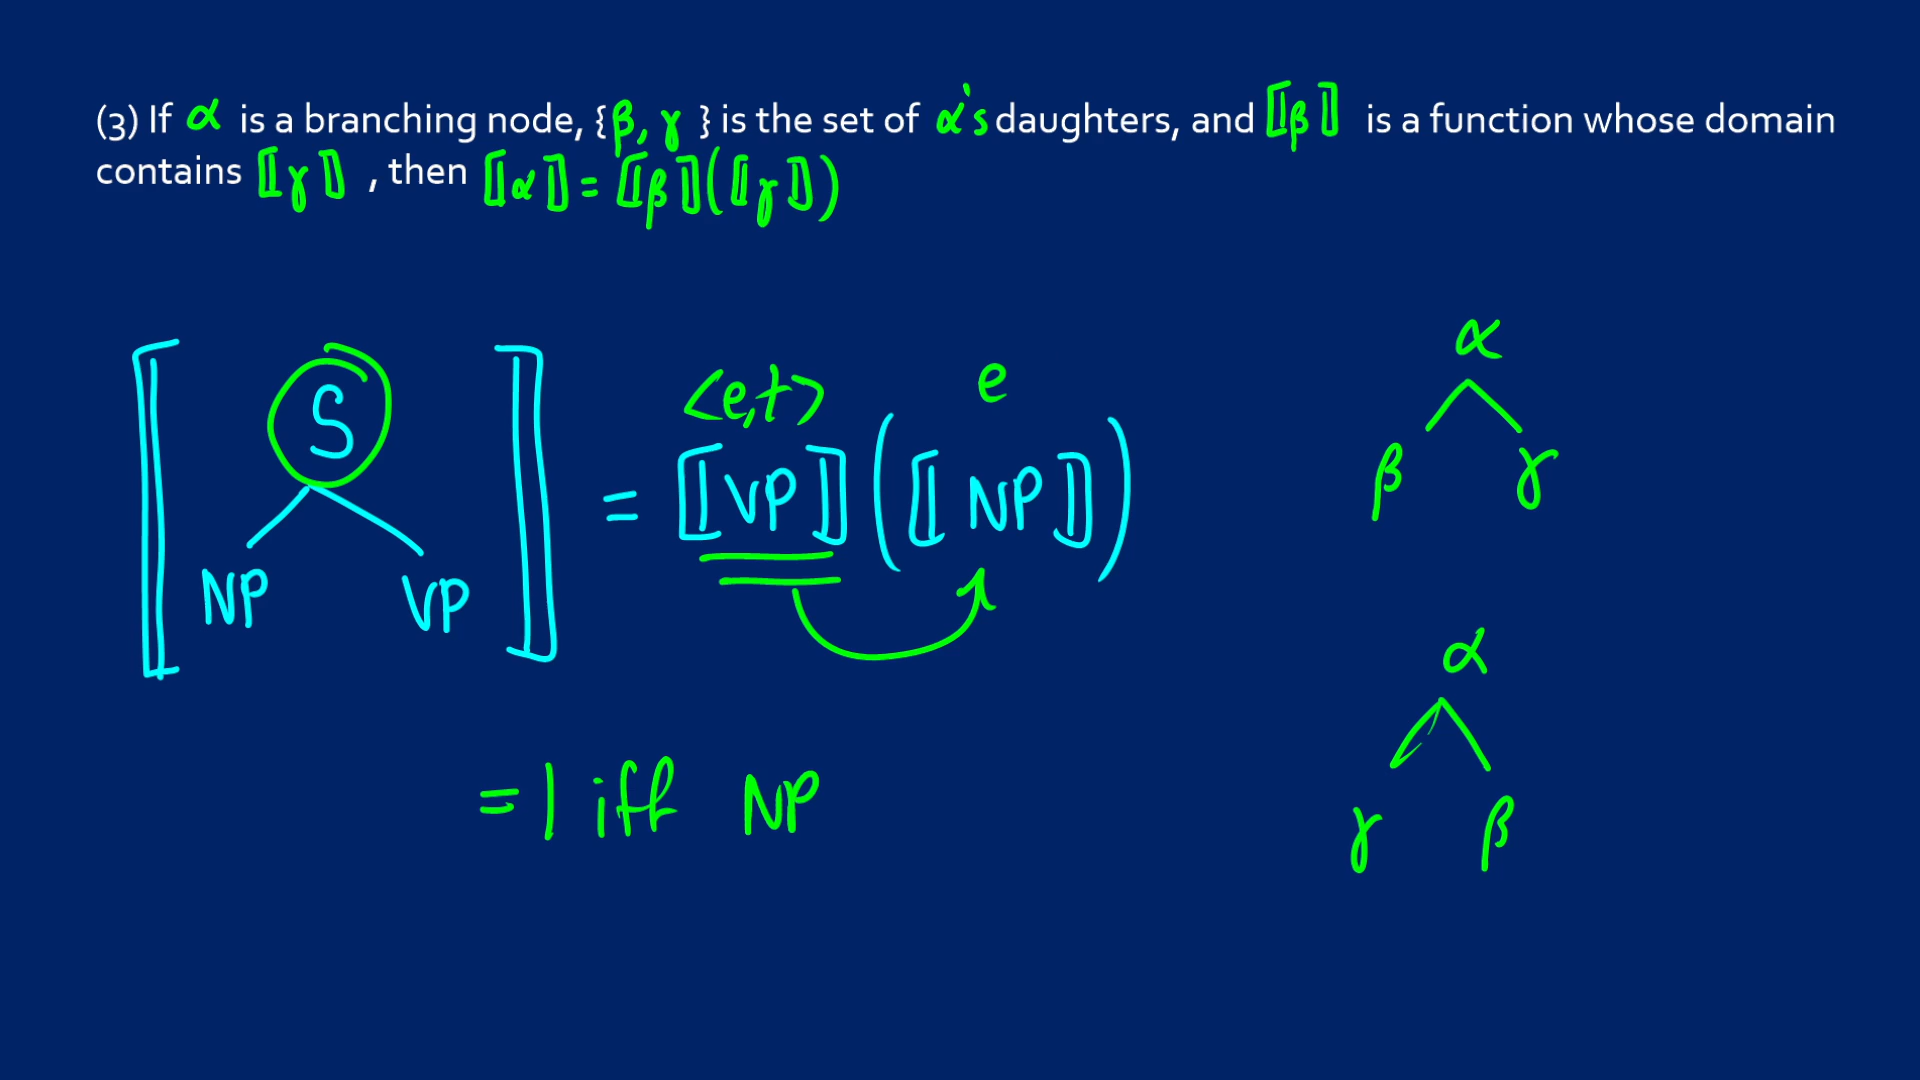 (3) If α is a branching node, {β, γ } is the set of α's daughters, and ⟦β⟧ is a function whose domain
contains ⟦γ⟧ , then ⟦α⟧ = ⟦β⟧(⟦γ⟧)
α
β γ
S
NP VP
<e,t> e
= ⟦VP⟧(⟦NP⟧)
α
γ β
= 1 iff NP